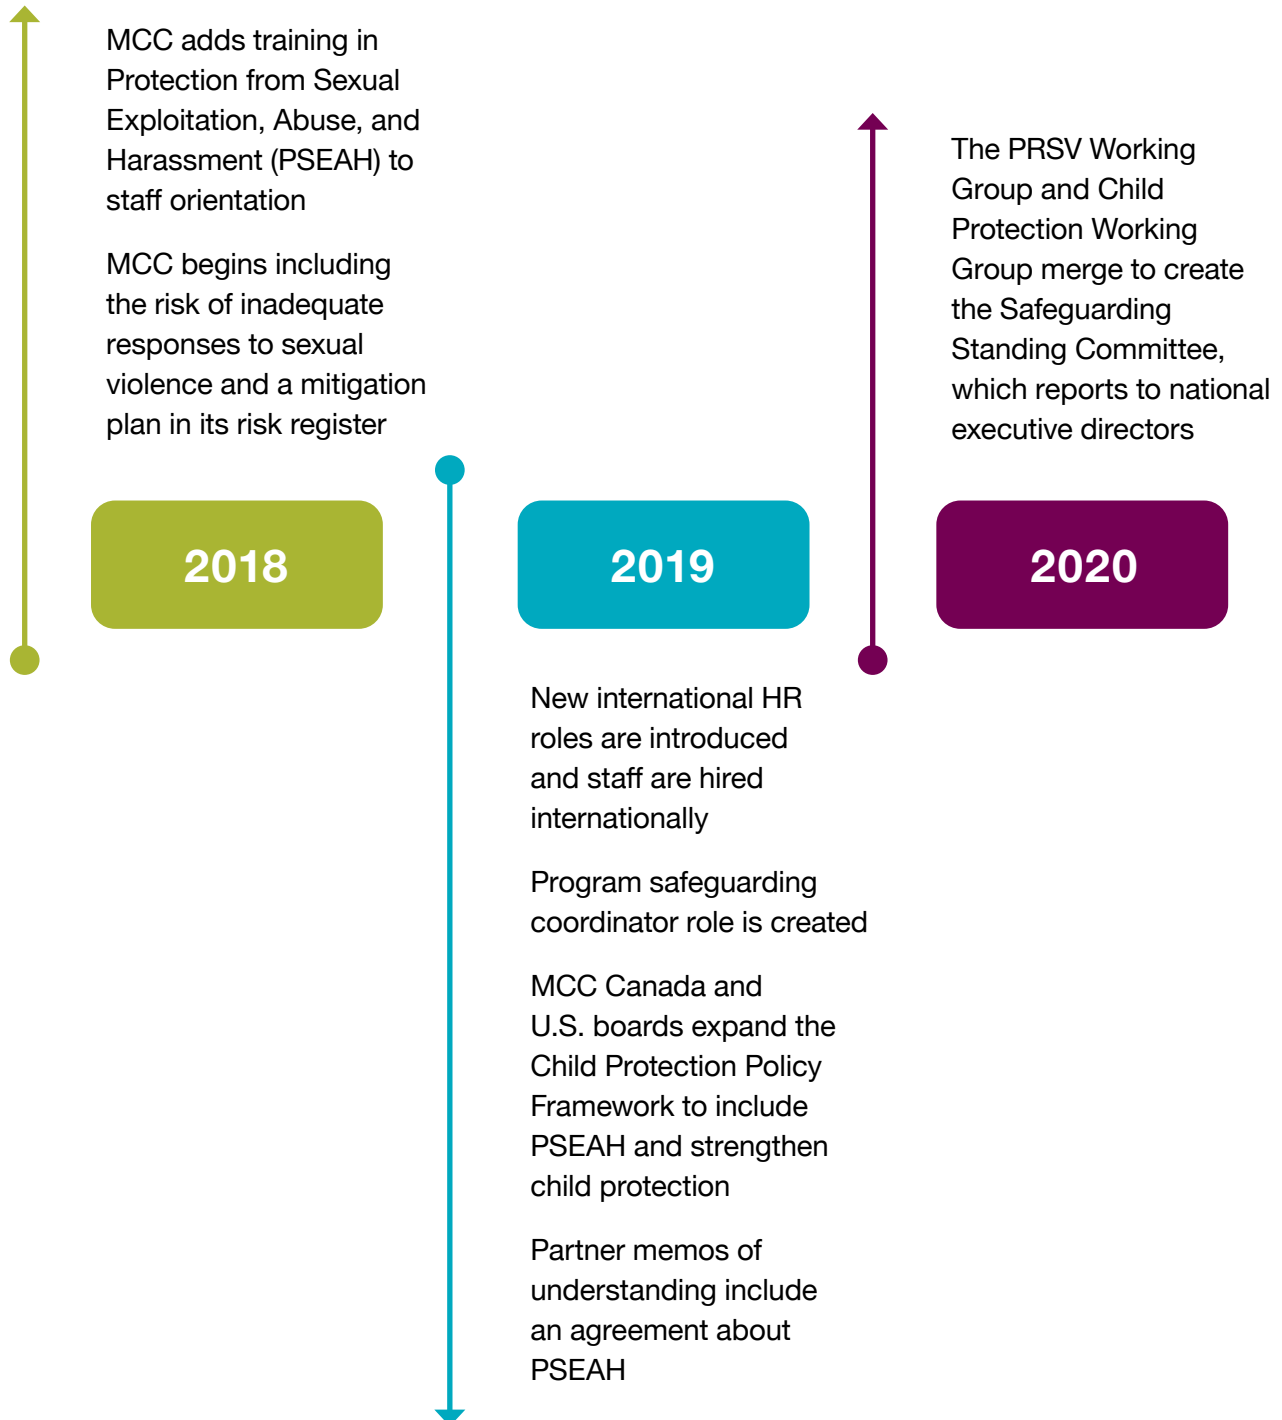 MCC adds training in
Protection from Sexual
Exploitation, Abuse, and
Harassment (PSEAH) to
staff orientation
MCC begins including
the risk of inadequate
responses to sexual
violence and a mitigation
plan in its risk register
2018
2019
New international HR
roles are introduced
and staff are hired
internationally
Program safeguarding
coordinator role is created
MCC Canada and
U.S. boards expand the
Child Protection Policy
Framework to include
PSEAH and strengthen
child protection
Partner memos of
understanding include
an agreement about
PSEAH
The PRSV Working
Group and Child
Protection Working
Group merge to create
the Safeguarding
Standing Committee,
which reports to national
executive directors
2020